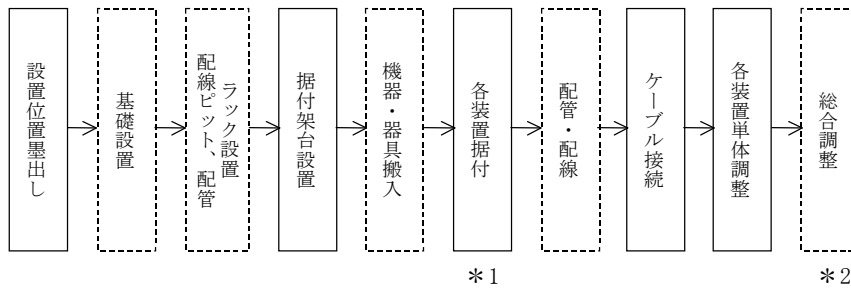 設置位置墨出し
基礎設置
配線ピット、配管
ラック設置
据付架台設置
機器・器具搬入
各装置据付
配管・配線
ケーブル接続
各装置単体調整
総合調整
＊1
＊2